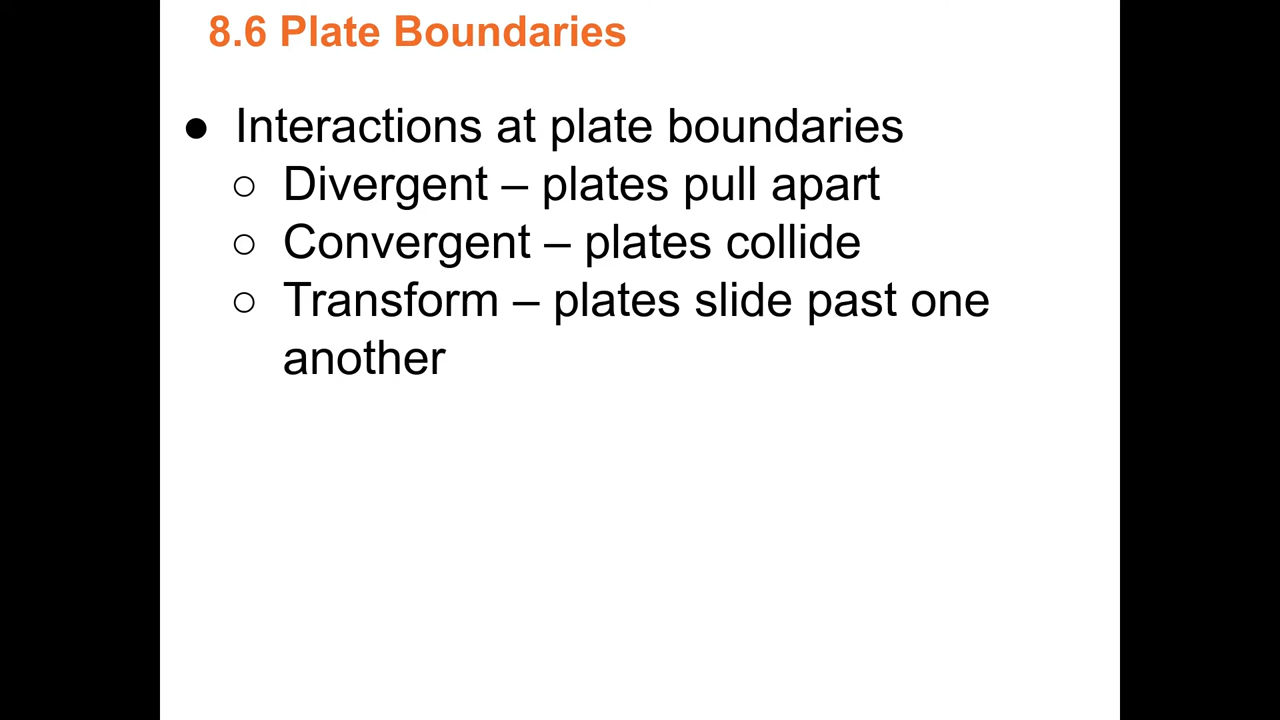 8.6 Plate Boundaries
● Interactions at plate boundaries
○ Divergent – plates pull apart
○ Convergent – plates collide
○ Transform – plates slide past one
another